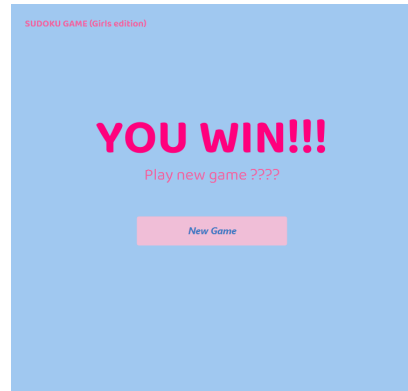 SUDOKU GAME (Girls edition)
YOU WIN!!!
Play new game ????
New Game